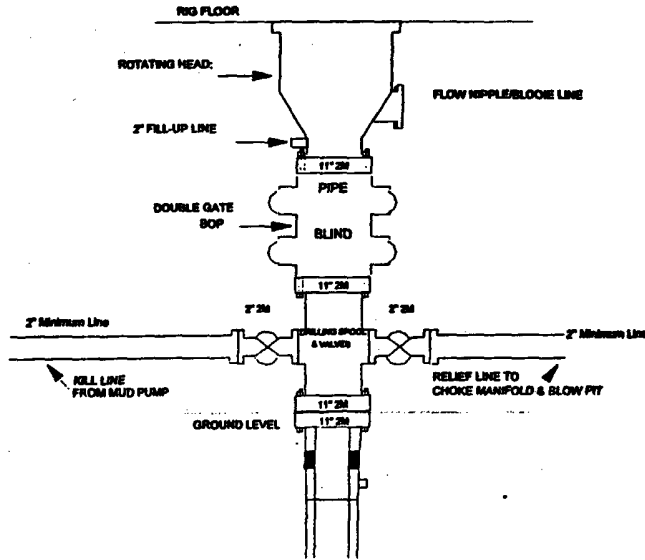 RIG FLOOR
ROTATING HEAD:
FLOW NIPPLE/BLOOIE LINE
2" FILL-UP LINE
11" 2M
PIPE
DOUBLE GATE
BOP
BLIND
11" 2M
2" 2M
2" 2M
2" Minimum Line
DRILLING SPOOL
& VALVES
2" Minimum Line
KILL LINE
FROM MUD PUMP
RELIEF LINE TO
CHOKE MANIFOLD & BLOW PIT
11" 2M
GROUND LEVEL
11" 2M